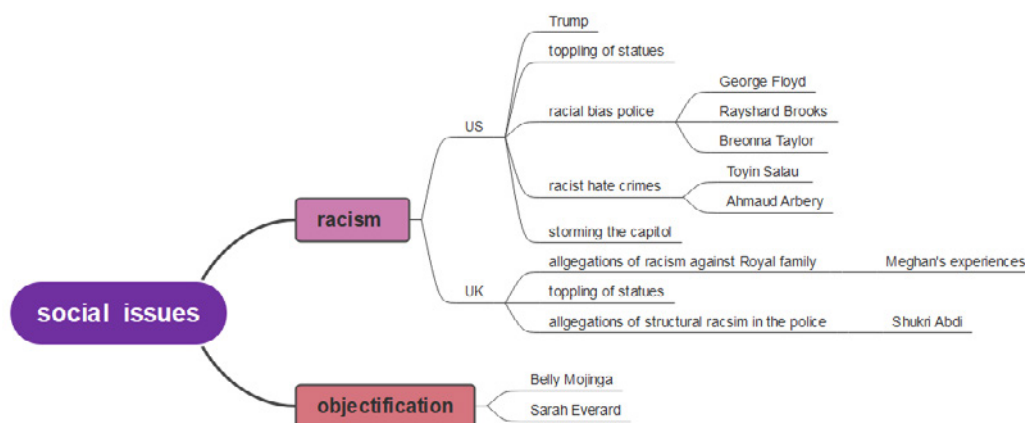 social issues
racism
US
Trump
toppling of statues
racial bias police
George Floyd
Rayshard Brooks
Breonna Taylor
racist hate crimes
Toyin Salau
Ahmaud Arbery
storming the capitol
UK
allgegations of racism against Royal family
Meghan's experiences
toppling of statues
allgegations of structural racsim in the police
Shukri Abdi
objectification
Belly Mojinga
Sarah Everard